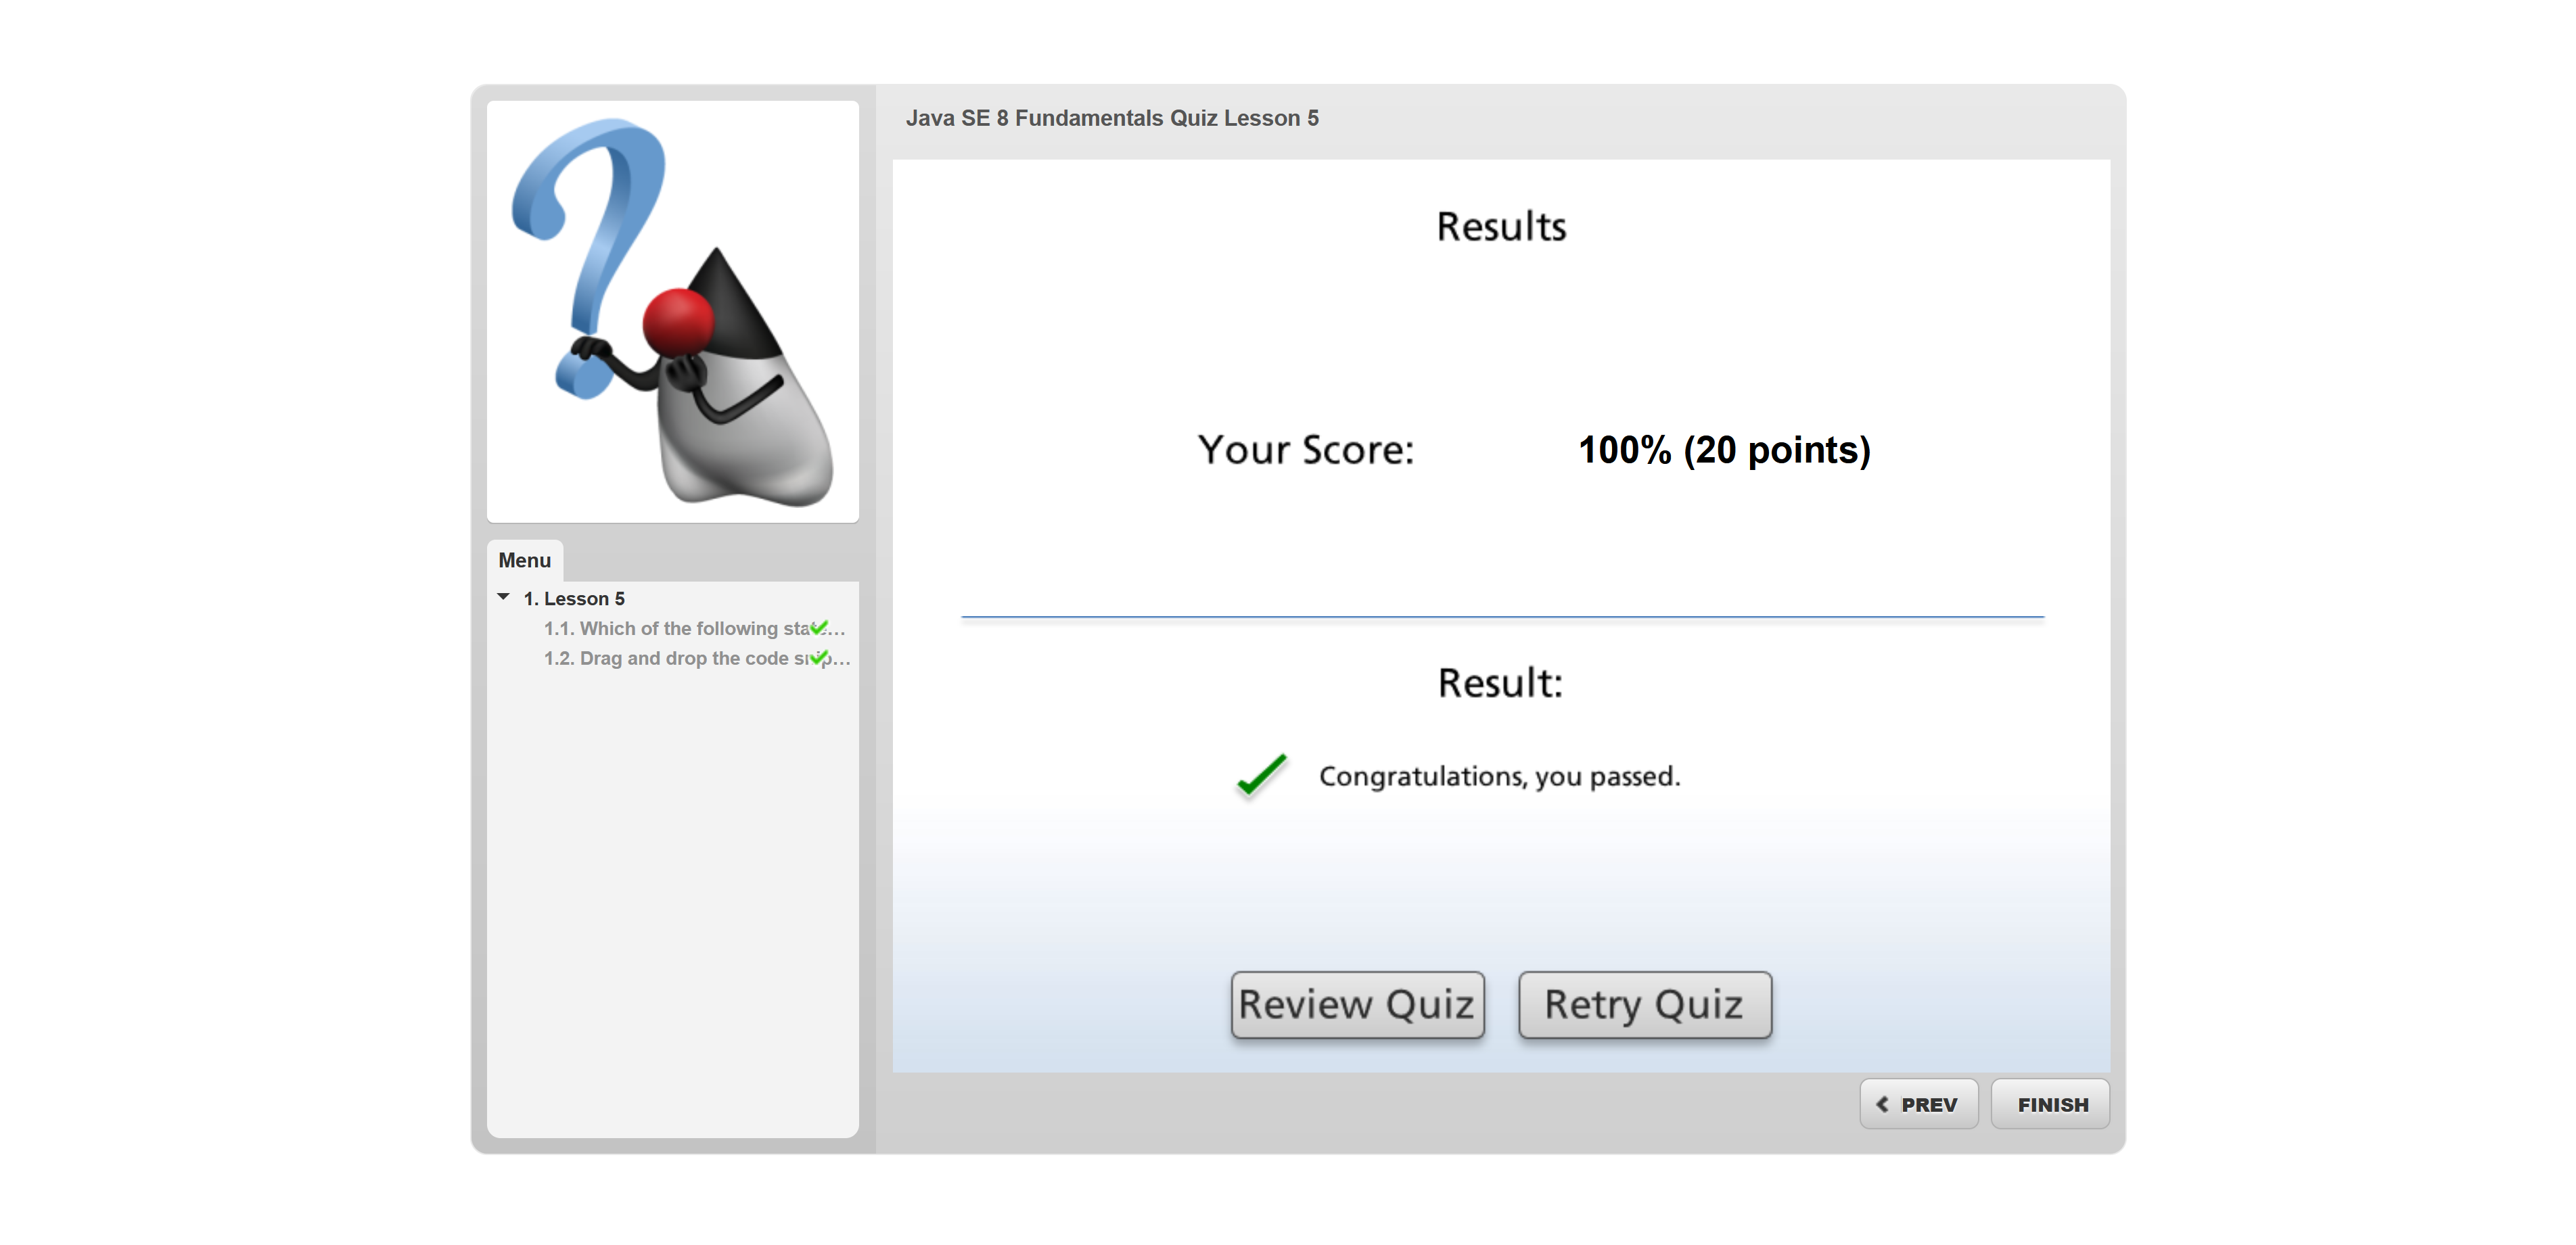 Java SE 8 Fundamentals Quiz Lesson 5
Results
Your Score: 100% (20 points)
Result:
Congratulations, you passed.
Review Quiz Retry Quiz
PREV FINISH
Menu
1. Lesson 5
1.1. Which of the following state...
1.2. Drag and drop the code snip...